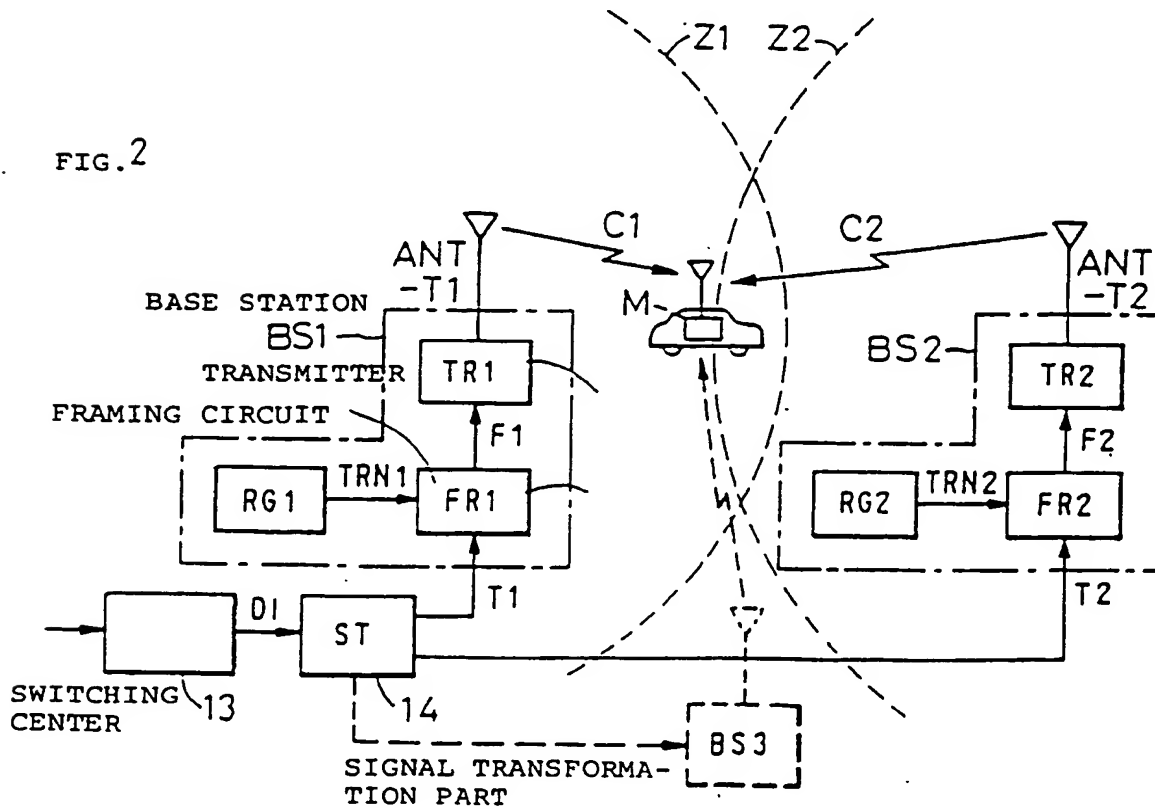 Z1 Z2
FIG.2
C1 C2
ANT
-T1
ANT
-T2
BASE STATION
BS1
M
BS2
TRANSMITTER
TR1
TR2
FRAMING CIRCUIT
F1
F2
RG1
TRN1
FR1
RG2
TRN2
FR2
T1
T2
DI
ST
SWITCHING
CENTER
13
14
BS3
SIGNAL TRANSFORMA-
TION PART